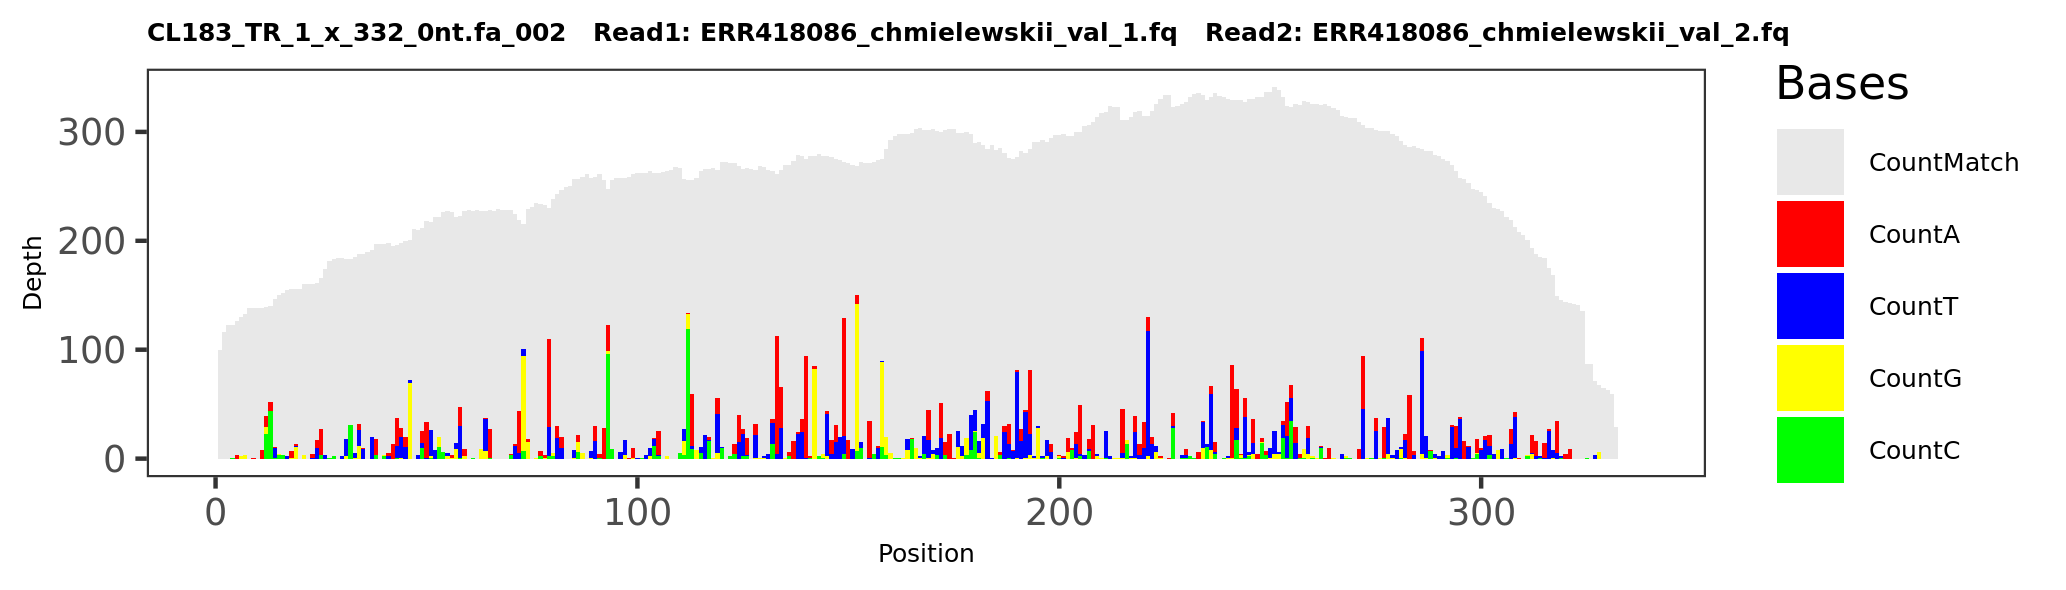 CL183_TR_1_x_332_0nt.fa_002   Read1: ERR418086_chmielewskii_val_1.fq   Read2: ERR418086_chmielewskii_val_2.fq
Bases
CountMatch
CountA
CountT
CountG
CountC
Depth
300
200
100
0
0
100
200
300
Position